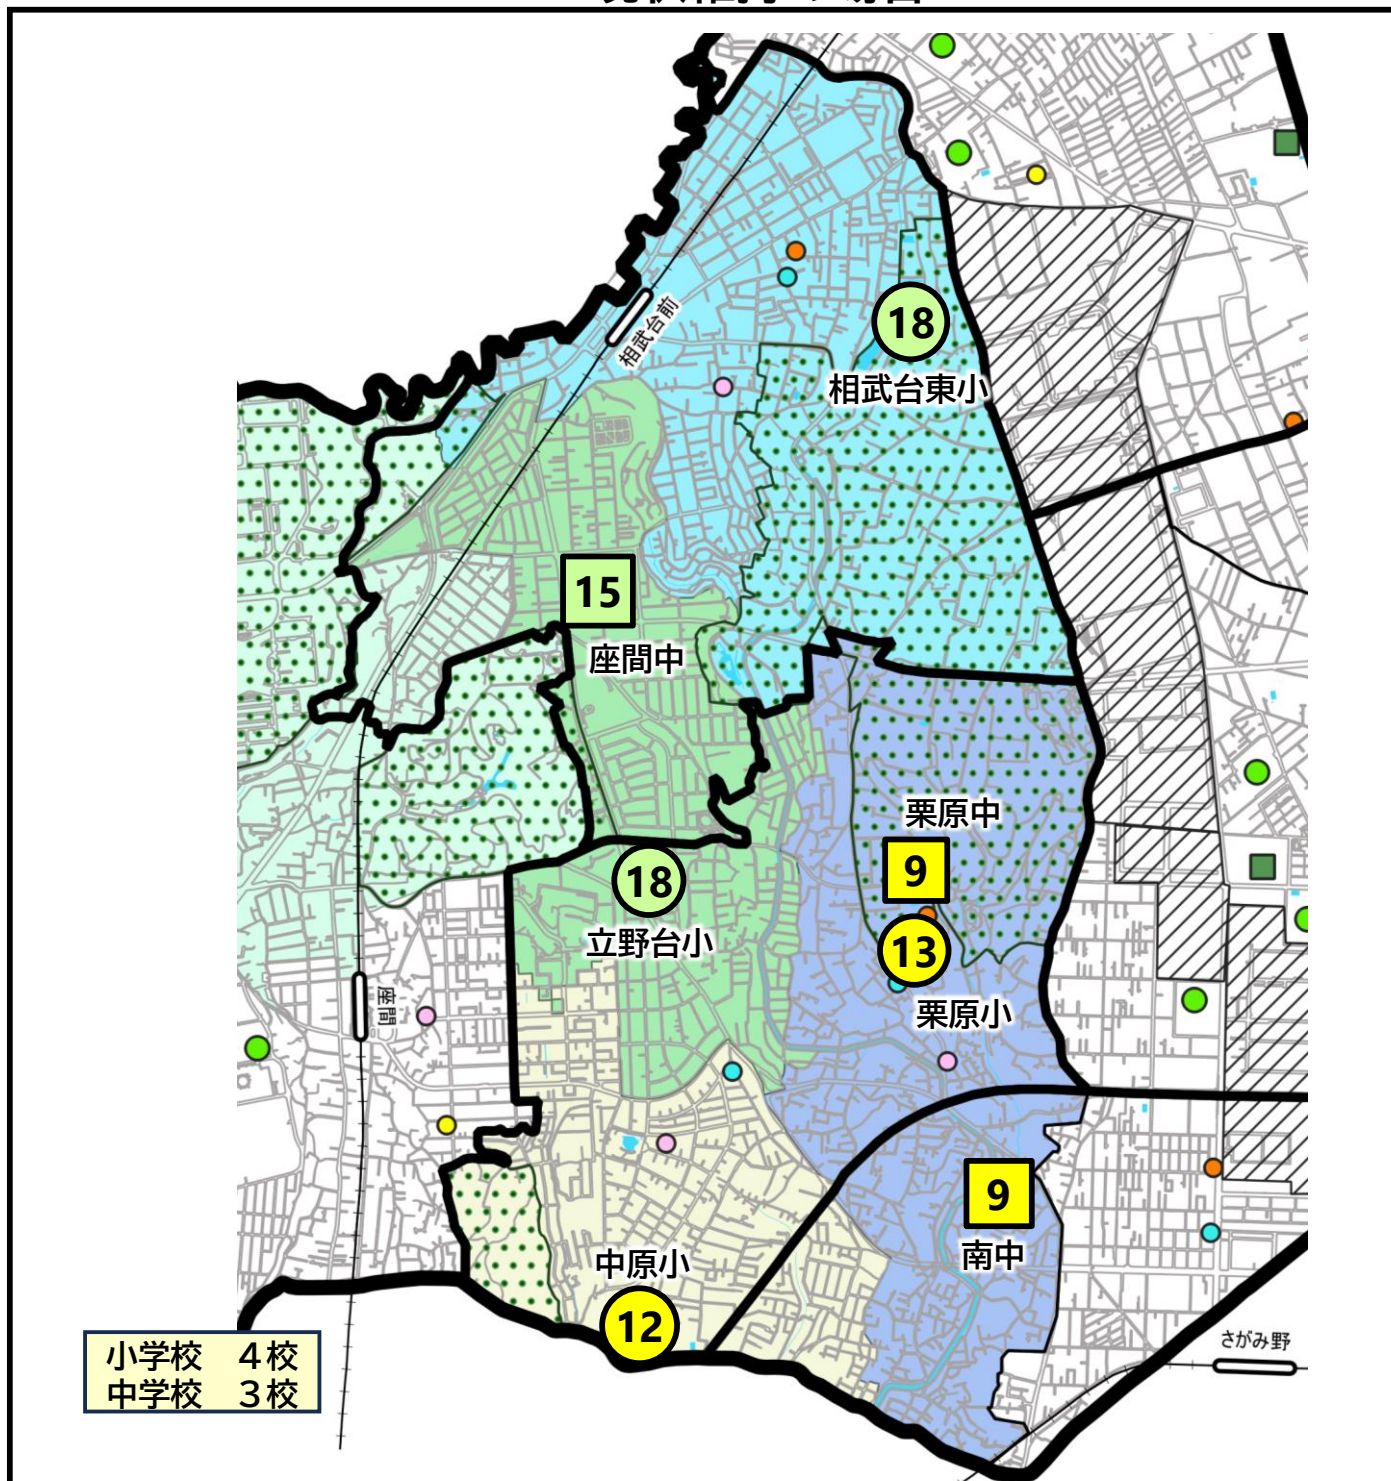 相武台前
18
相武台東小
15
座間中
栗原中
9
18
13
立野台小
座間
栗原小
9
南中
中原小
12
さがみ野
小学校 4校
中学校 3校